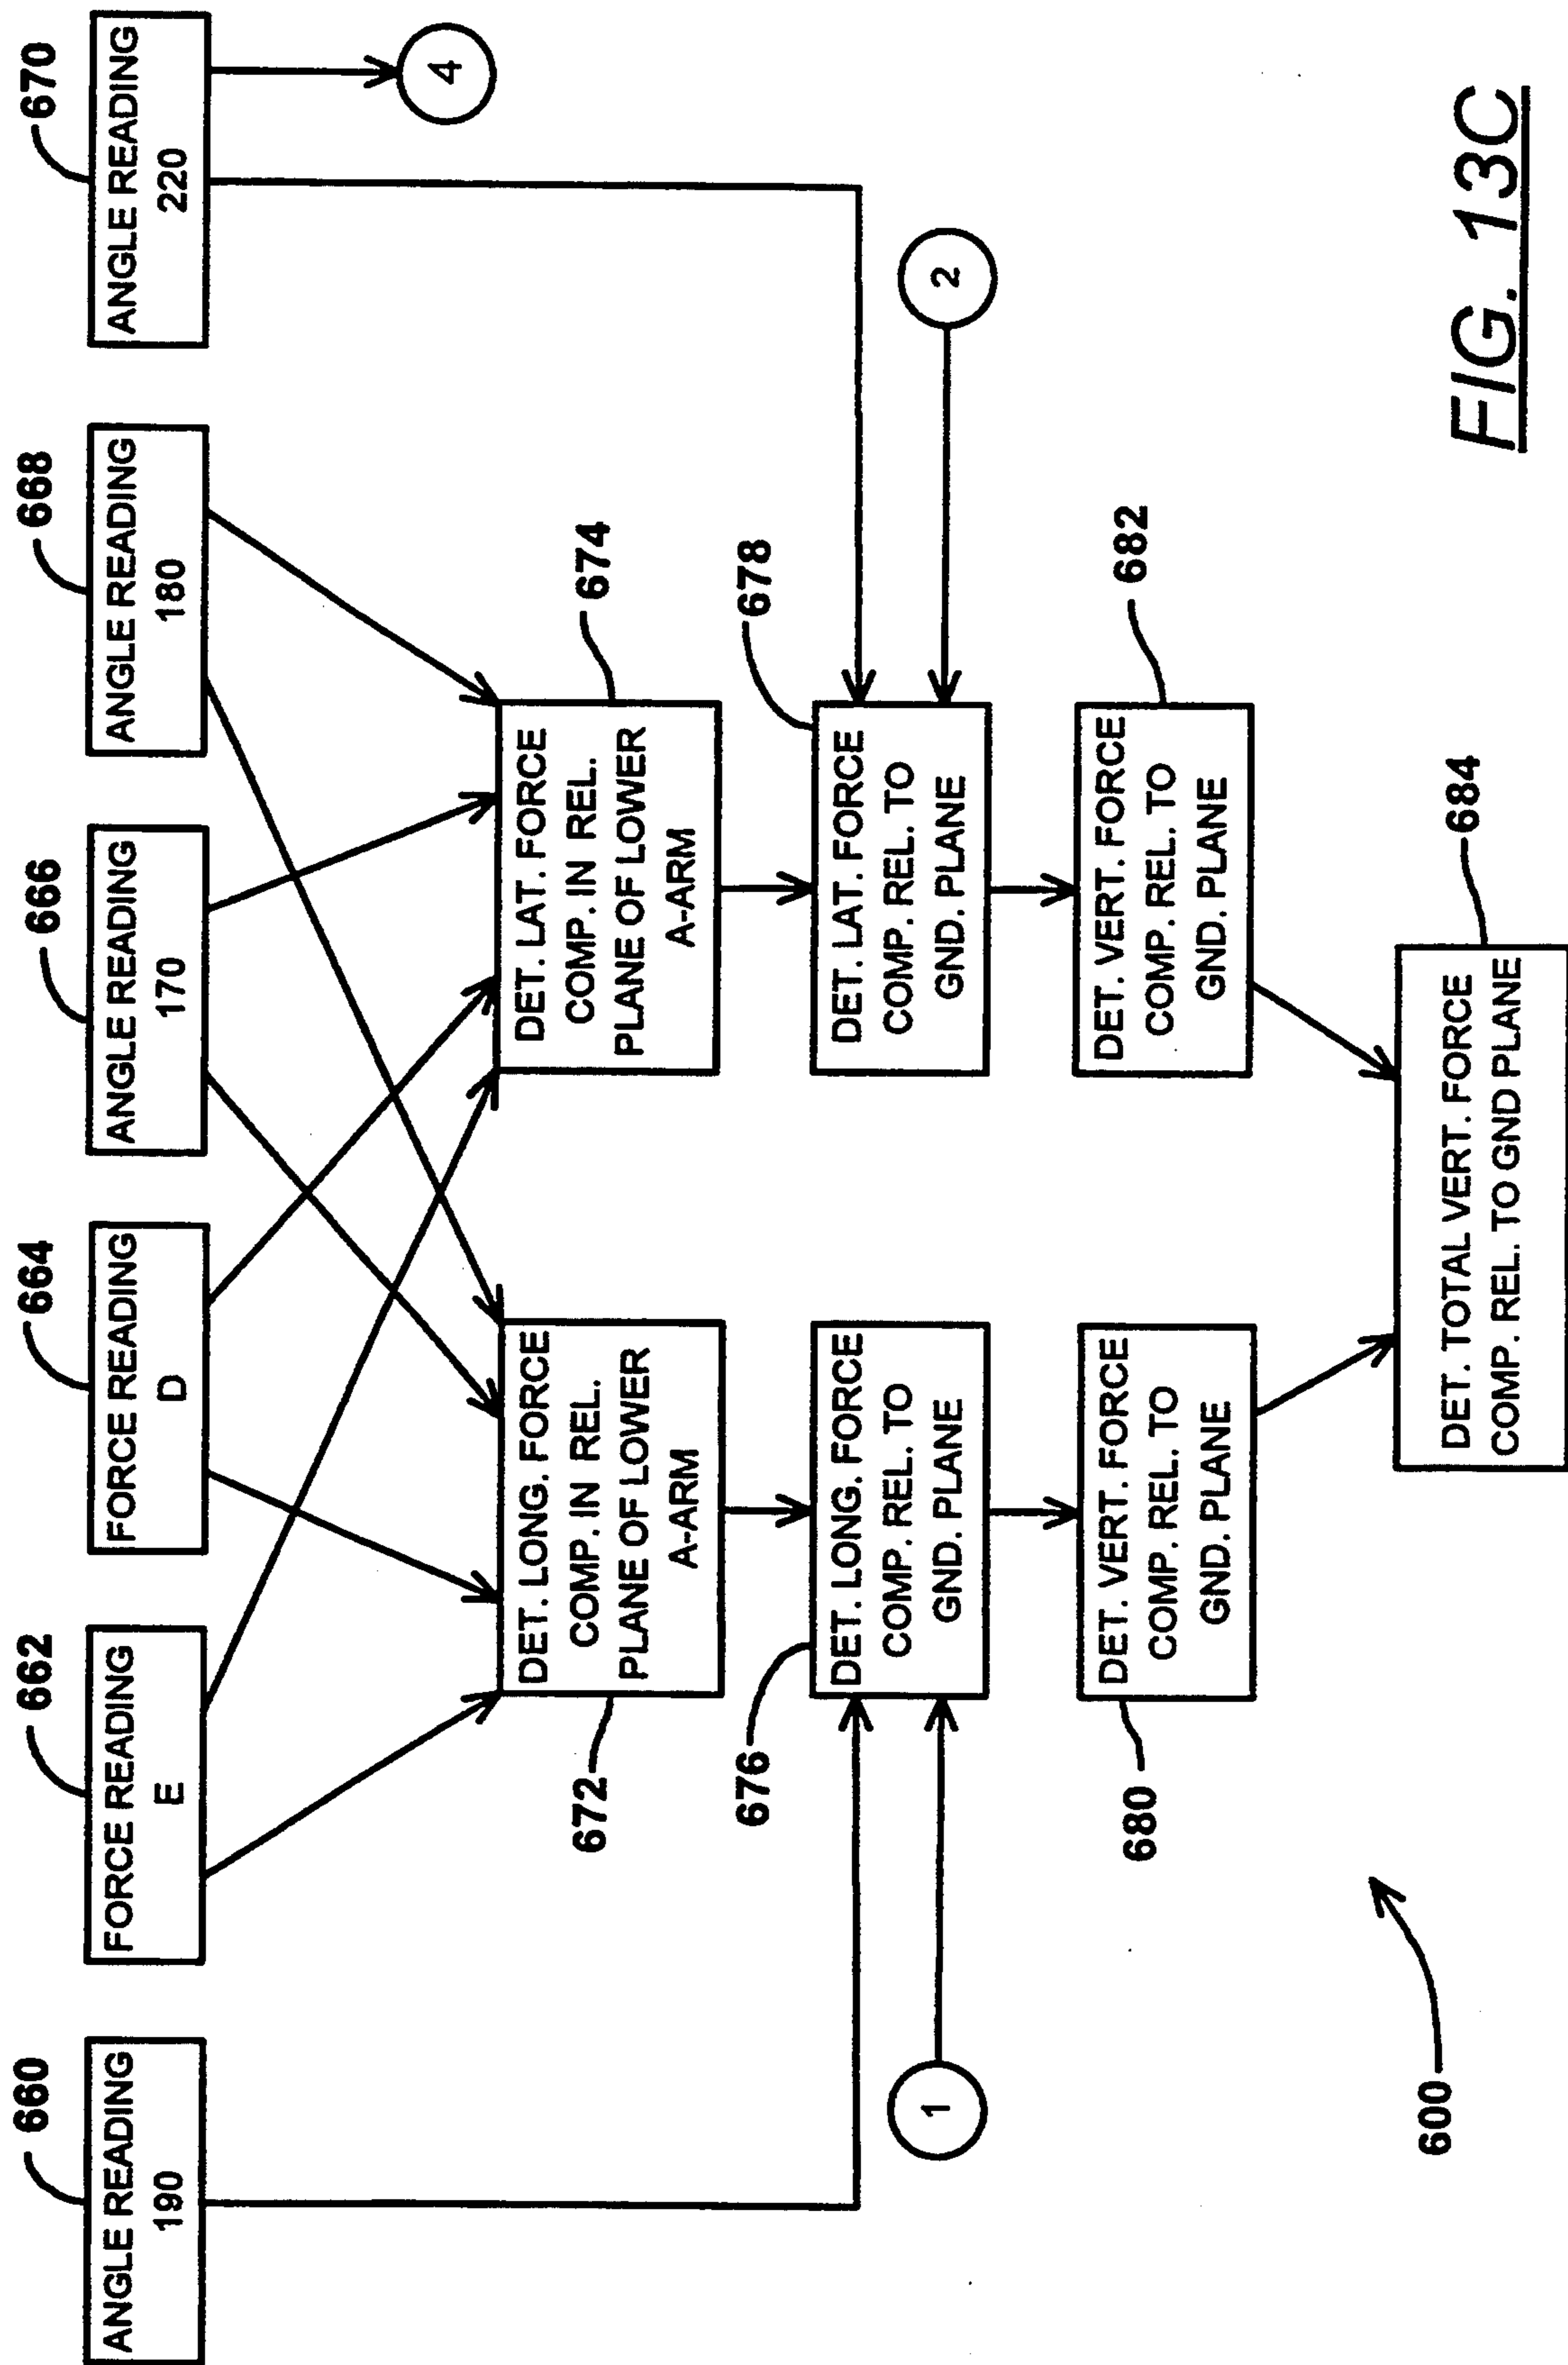 660
ANGLE READING
190
662
FORCE READING
E
664
FORCE READING
D
666
ANGLE READING
170
668
ANGLE READING
180
670
ANGLE READING
220
4
672
DET. LONG. FORCE
COMP. IN REL.
PLANE OF LOWER
A-ARM
674
DET. LAT. FORCE
COMP. IN REL.
PLANE OF LOWER
A-ARM
676
DET. LONG. FORCE
COMP. REL. TO
GND. PLANE
678
DET. LAT. FORCE
COMP. REL. TO
GND. PLANE
1
2
680
DET. VERT. FORCE
COMP. REL. TO
GND. PLANE
682
DET. VERT. FORCE
COMP. REL. TO
GND. PLANE
684
DET. TOTAL VERT. FORCE
COMP. REL. TO GND PLANE
600
FIG. 13C